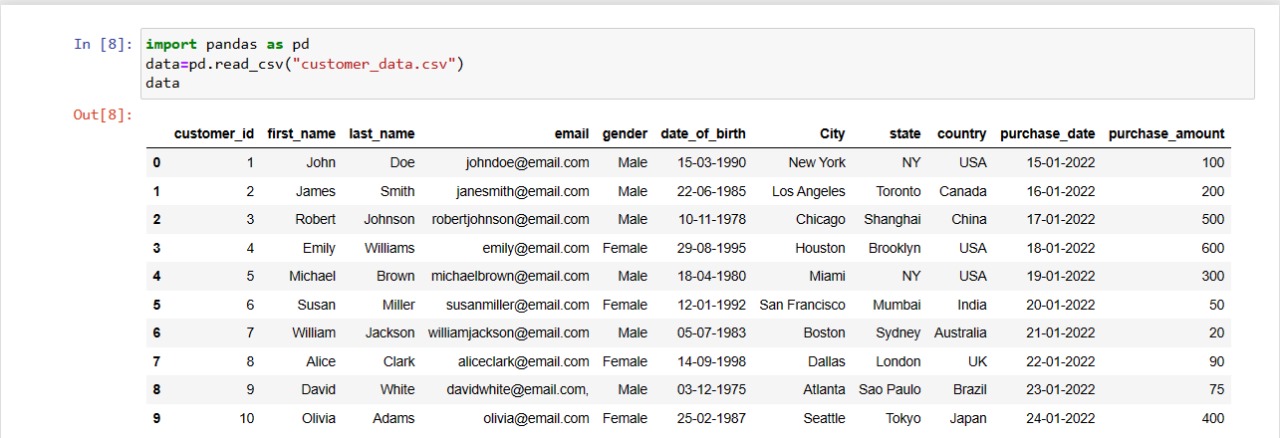 In [8]: import pandas as pd
data=pd.read_csv("customer_data.csv")
data
Out[8]:
customer_id first_name last_name email gender date_of_birth City state country purchase_date purchase_amount
0 1 John Doe johndoe@email.com Male 15-03-1990 New York NY USA 15-01-2022 100
1 2 James Smith janesmith@email.com Male 22-06-1985 Los Angeles Toronto Canada 16-01-2022 200
2 3 Robert Johnson robertjohnson@email.com Male 10-11-1978 Chicago Shanghai China 17-01-2022 500
3 4 Emily Williams emily@email.com Female 29-08-1995 Houston Brooklyn USA 18-01-2022 600
4 5 Michael Brown michaelbrown@email.com Male 18-04-1980 Miami NY USA 19-01-2022 300
5 6 Susan Miller susanmiller@email.com Female 12-01-1992 San Francisco Mumbai India 20-01-2022 50
6 7 William Jackson williamjackson@email.com Male 05-07-1983 Boston Sydney Australia 21-01-2022 20
7 8 Alice Clark aliceclark@email.com Female 14-09-1998 Dallas London UK 22-01-2022 90
8 9 David White davidwhite@email.com, Male 03-12-1975 Atlanta Sao Paulo Brazil 23-01-2022 75
9 10 Olivia Adams olivia@email.com Female 25-02-1987 Seattle Tokyo Japan 24-01-2022 400